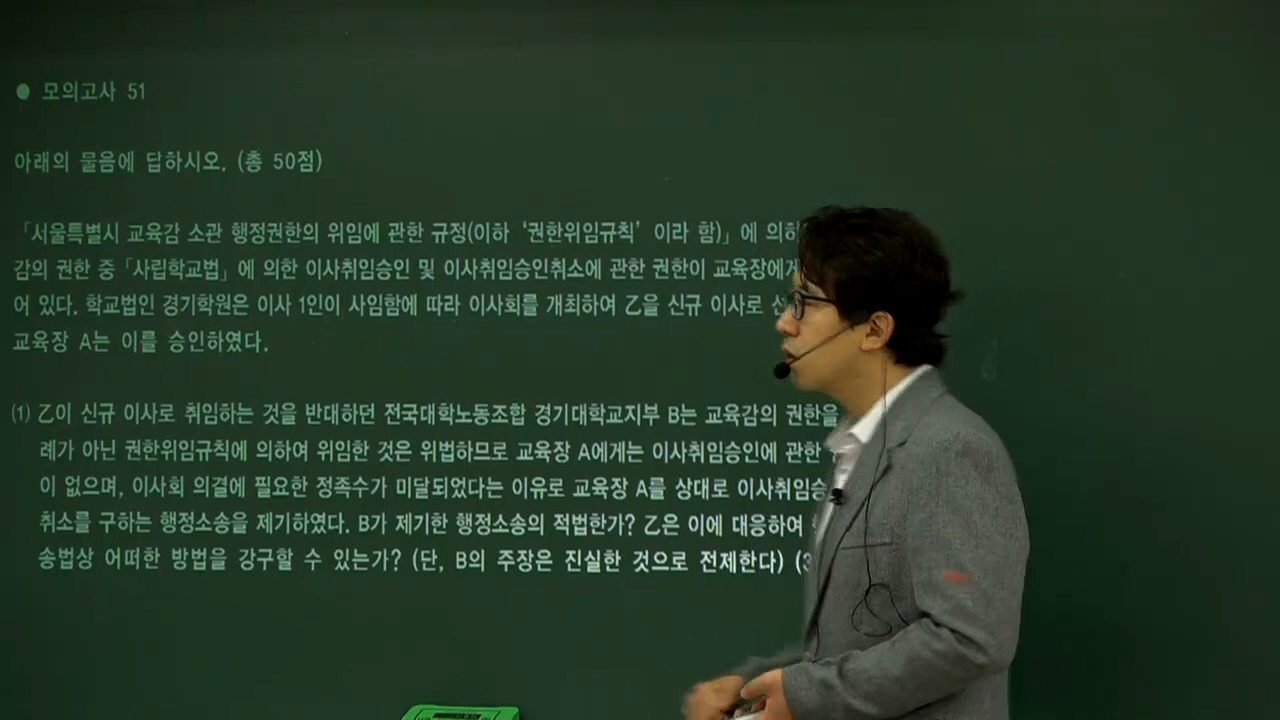 ● 모의고사 51
아래의 물음에 답하시오. (총 50점)
「서울특별시 교육감 소관 행정권한의 위임에 관한 규정(이하 ‘권한위임규칙’ 이라 함)」에
감의 권한 중 「사립학교법」에 의한 이사취임승인 및 이사취임승인취소에 관한 권한이 교육장에게
어 있다. 학교법인 경기학원은 이사 1인이 사임함에 따라 이사회를 개최하여 乙을 신규 이사로
교육장 A는 이를 승인하였다.
(1) 乙이 신규 이사로 취임하는 것을 반대하던 전국대학노동조합 경기대학교지부 B는 교육감의 권한을
례가 아닌 권한위임규칙에 의하여 위임한 것은 위법하므로 교육장 A에게는 이사취임승인에 관한
이 없으며, 이사회 의결에 필요한 정족수가 미달되었다는 이유로 교육장 A를 상대로 이사취임승
취소를 구하는 행정소송을 제기하였다. B가 제기한 행정소송의 적법한가? 乙은 이에 대응하여
송법상 어떠한 방법을 강구할 수 있는가? (단, B의 주장은 진실한 것으로 전제한다)